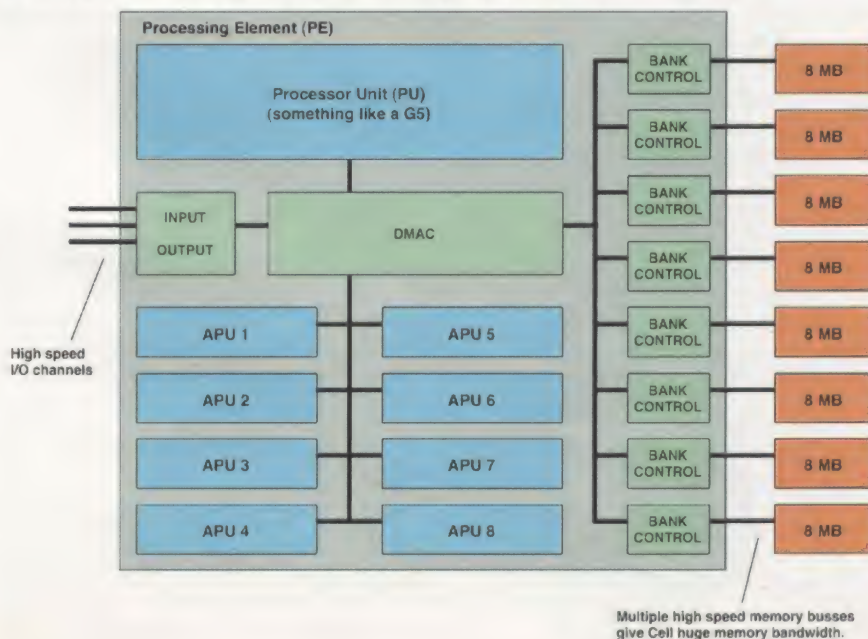 Processing Element (PE)
Processor Unit (PU)
(something like a G5)
INPUT
OUTPUT
DMAC
High speed
I/O channels
APU 1
APU 5
APU 2
APU 6
APU 3
APU 7
APU 4
APU 8
BANK
CONTROL
8 MB
BANK
CONTROL
8 MB
BANK
CONTROL
8 MB
BANK
CONTROL
8 MB
BANK
CONTROL
8 MB
BANK
CONTROL
8 MB
BANK
CONTROL
8 MB
BANK
CONTROL
8 MB
Multiple high speed memory busses
give Cell huge memory bandwidth.